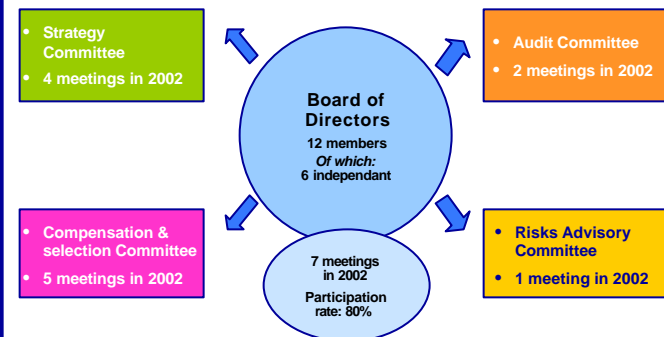 • Strategy
Committee
• 4 meetings in 2002
• Audit Committee
• 2 meetings in 2002
Board of
Directors
12 members
Of which:
6 independant
• Compensation &
selection Committee
• 5 meetings in 2002
• Risks Advisory
Committee
• 1 meeting in 2002
7 meetings
in 2002
Participation
rate: 80%